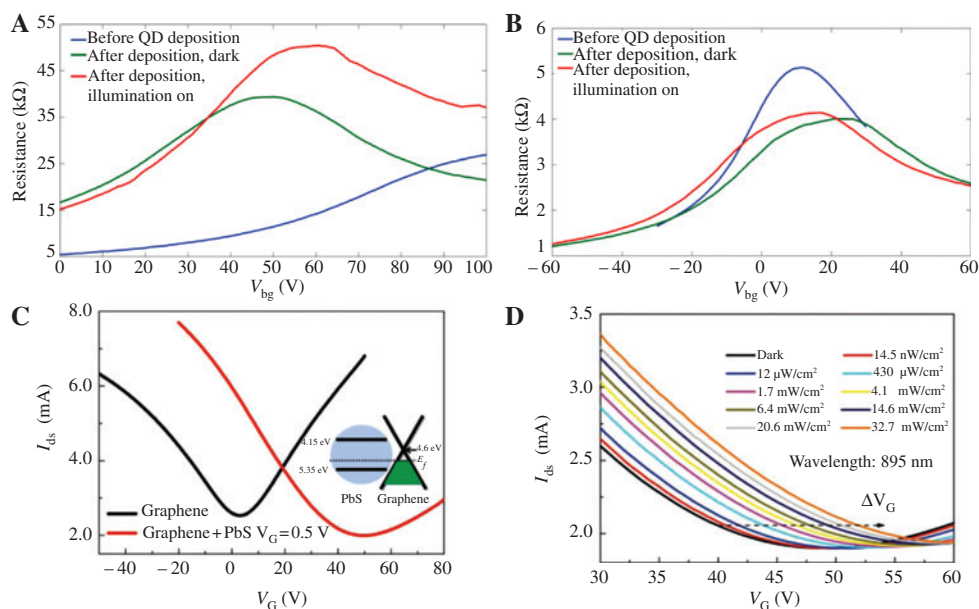 A
55
45
35
25
15
5
Resistance (kΩ)
Before QD deposition
After deposition, dark
After deposition,
illumination on
0 10 20 30 40 50 60 70 80 90 100
V_bg (V)
B
6
5
4
3
2
1
Resistance (kΩ)
Before QD deposition
After deposition, dark
After deposition,
illumination on
−60 −40 −20 0 20 40 60
V_bg (V)
C
8.0
6.0
4.0
2.0
I_ds (mA)
4.15 eV
5.35 eV
4.6 eV
E_f
PbS Graphene
Graphene
Graphene+PbS V_G=0.5 V
−40 −20 0 20 40 60 80
V_G (V)
D
3.5
3.0
2.5
2.0
I_ds (mA)
Dark 14.5 nW/cm²
12 µW/cm² 430 µW/cm²
1.7 mW/cm² 4.1 mW/cm²
6.4 mW/cm² 14.6 mW/cm²
20.6 mW/cm² 32.7 mW/cm²
Wavelength: 895 nm
ΔV_G
30 35 40 45 50 55 60
V_G (V)